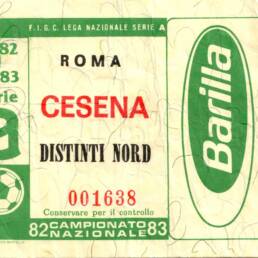 F.I.G.C. LEGA NAZIONALE SERIE A
82
83
rie
ROMA
CESENA
DISTINTI NORD
001638
Conservare per il controllo
82 CAMPIONATO NAZIONALE 83
Barilla